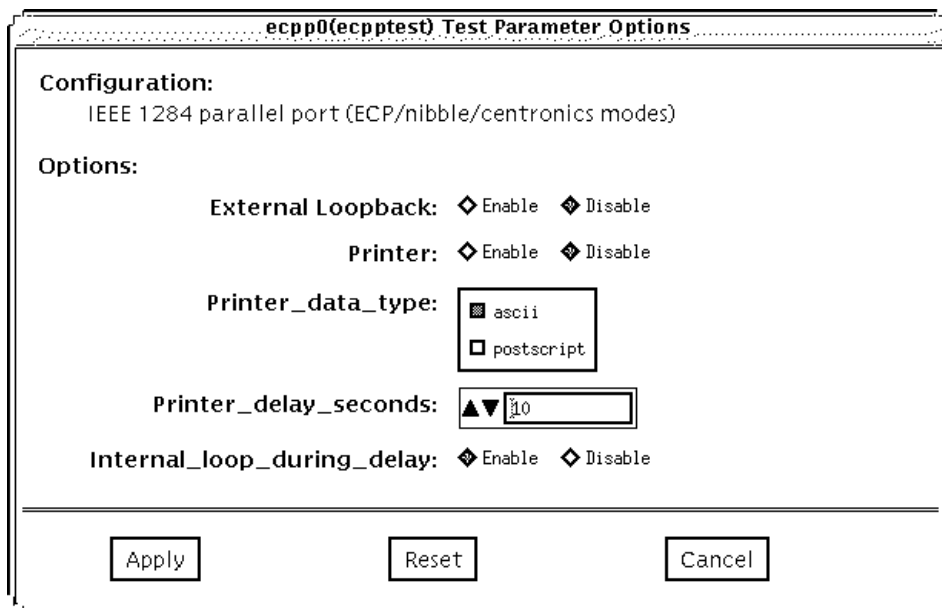 ecpp0(ecpptest) Test Parameter Options
Configuration:
IEEE 1284 parallel port (ECP/nibble/centronics modes)
Options:
External Loopback: Enable Disable
Printer: Enable Disable
Printer_data_type: ascii
postscript
Printer_delay_seconds: 10
Internal_loop_during_delay: Enable Disable
Apply Reset Cancel